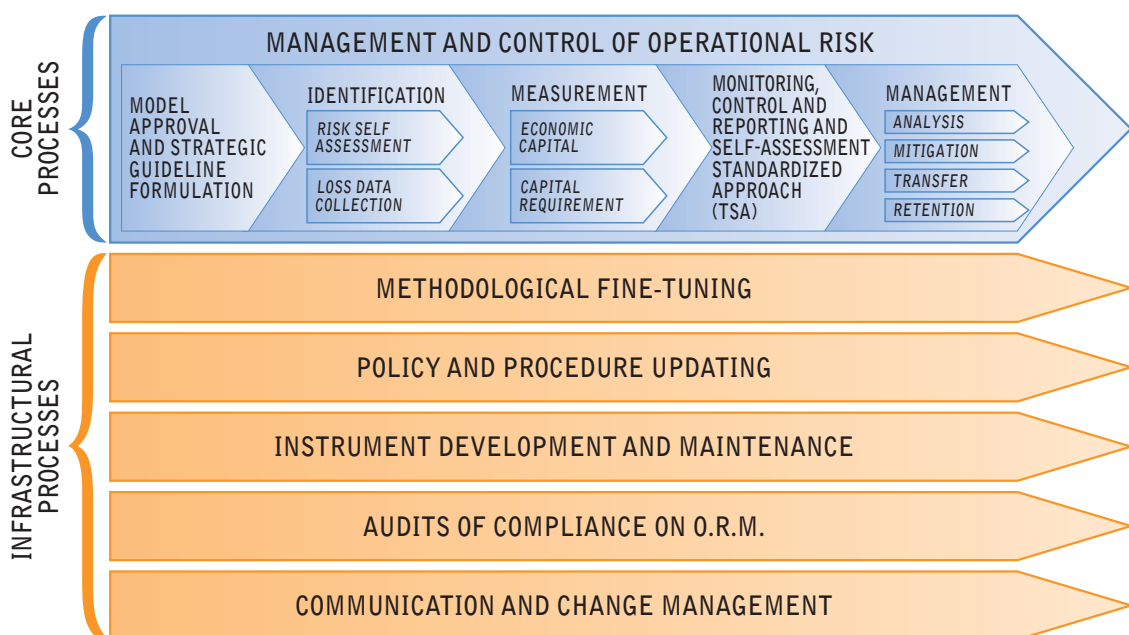 CORE
PROCESSES
MANAGEMENT AND CONTROL OF OPERATIONAL RISK
MODEL
APPROVAL
AND STRATEGIC
GUIDELINE
FORMULATION
IDENTIFICATION
RISK SELF
ASSESSMENT
LOSS DATA
COLLECTION
MEASUREMENT
ECONOMIC
CAPITAL
CAPITAL
REQUIREMENT
MONITORING,
CONTROL AND
REPORTING AND
SELF-ASSESSMENT
STANDARDIZED
APPROACH
(TSA)
MANAGEMENT
ANALYSIS
MITIGATION
TRANSFER
RETENTION
INFRASTRUCTURAL
PROCESSES
METHODOLOGICAL FINE-TUNING
POLICY AND PROCEDURE UPDATING
INSTRUMENT DEVELOPMENT AND MAINTENANCE
AUDITS OF COMPLIANCE ON O.R.M.
COMMUNICATION AND CHANGE MANAGEMENT